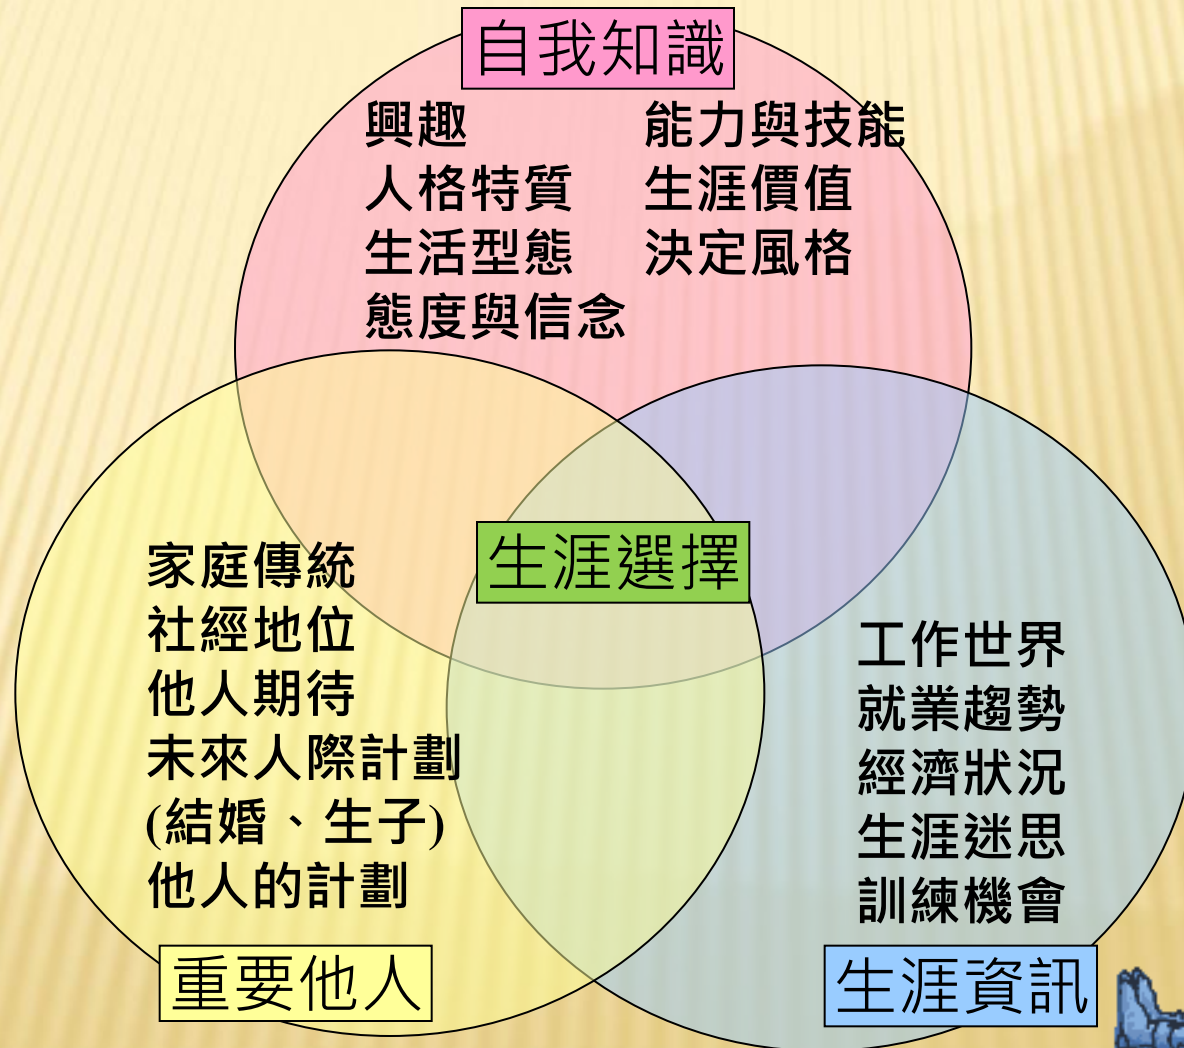 自我知識
興趣
人格特質
生活型態
態度與信念
能力與技能
生涯價值
決定風格
生涯選擇
家庭傳統
社經地位
他人期待
未來人際計劃
(結婚、生子)
他人的計劃
重要他人
工作世界
就業趨勢
經濟狀況
生涯迷思
訓練機會
生涯資訊